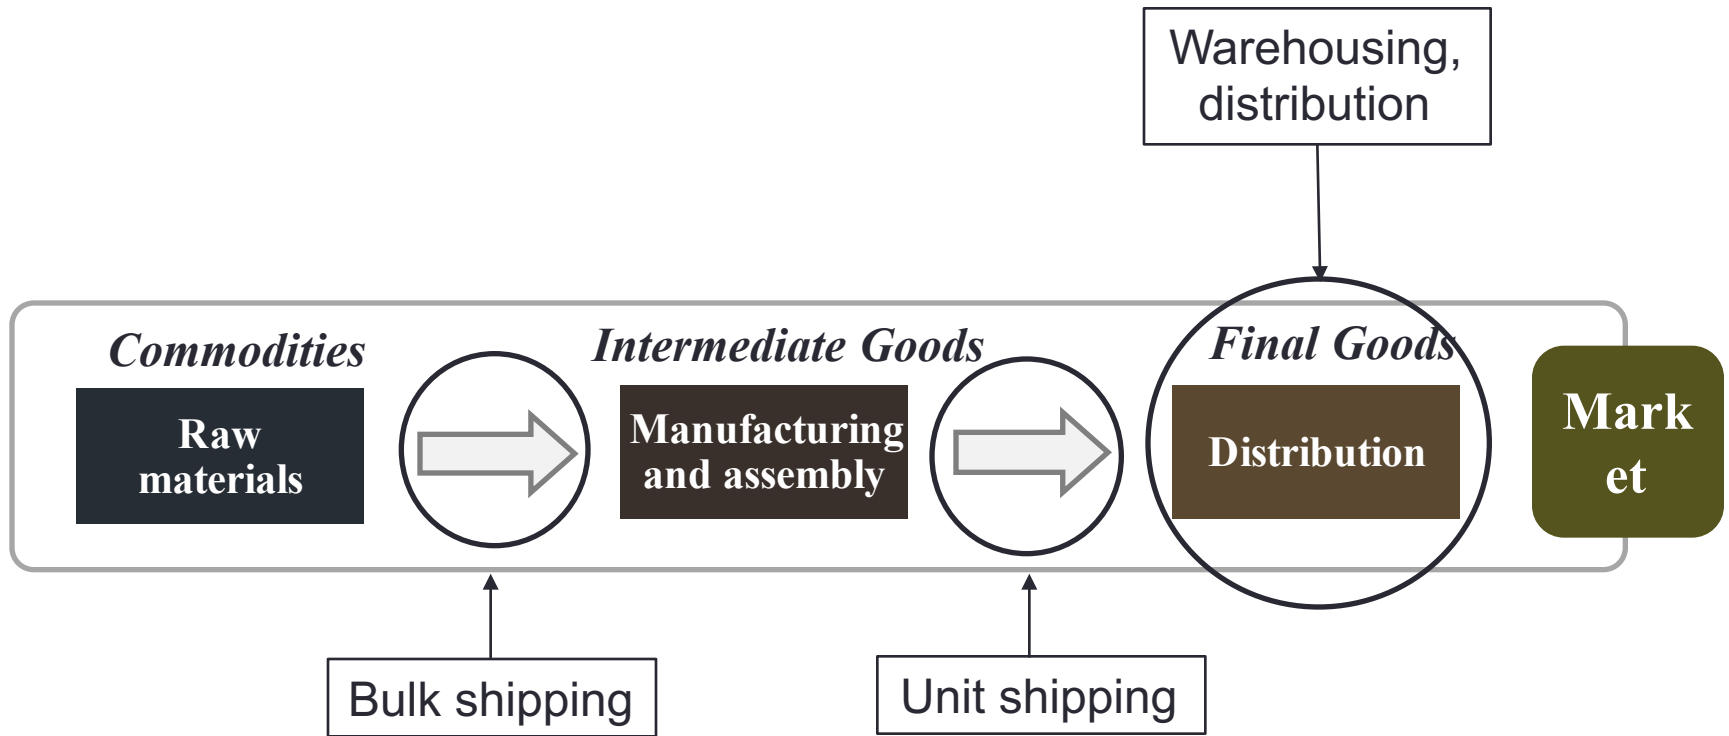 Warehousing,
distribution
Commodities
Intermediate Goods
Final Goods
Raw
materials
Manufacturing
and assembly
Distribution
Mark
et
Bulk shipping
Unit shipping